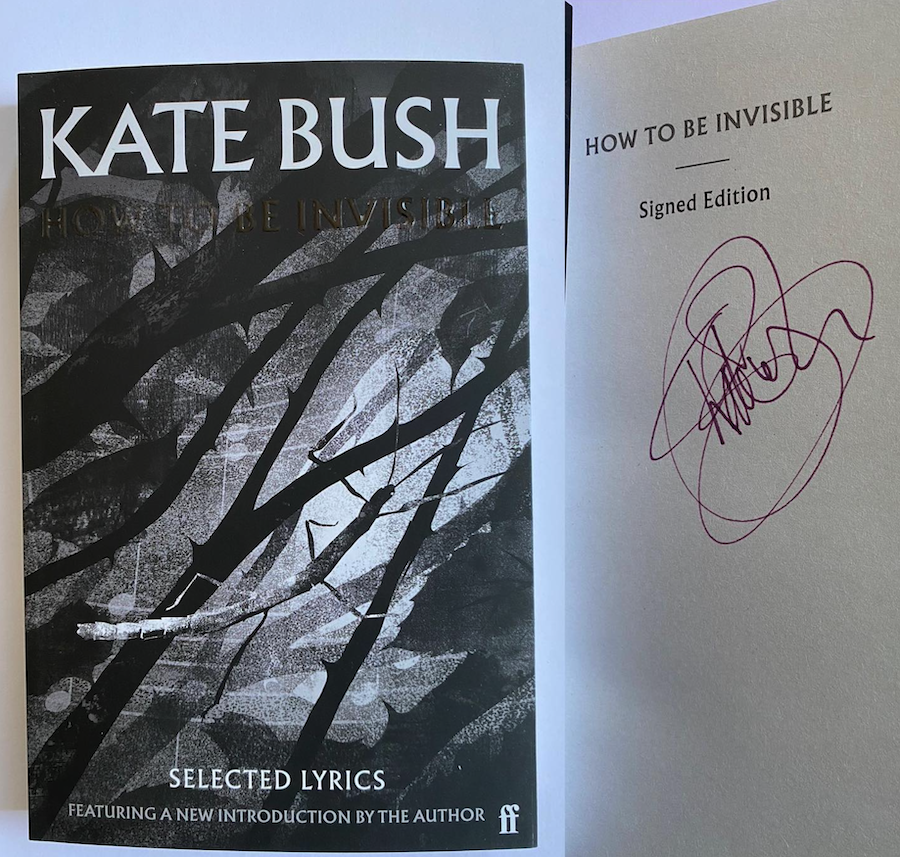 KATE BUSH
HOW TO BE INVISIBLE
SELECTED LYRICS
FEATURING A NEW INTRODUCTION BY THE AUTHOR
ff
HOW TO BE INVISIBLE
Signed Edition